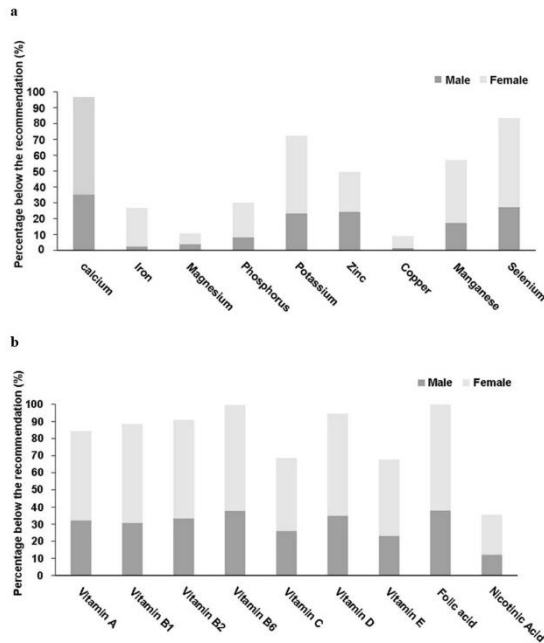 a
Percentage below the recommendation (%)
Male Female
100
90
80
70
60
50
40
30
20
10
0
calcium
Iron
Magnesium
Phosphorus
Potassium
Zinc
Copper
Manganese
Selenium
b
Percentage below the recommendation (%)
Male Female
100
90
80
70
60
50
40
30
20
10
0
Vitamin A
Vitamin B1
Vitamin B2
Vitamin B6
Vitamin C
Vitamin D
Vitamin E
Folic acid
Nicotinic Acid